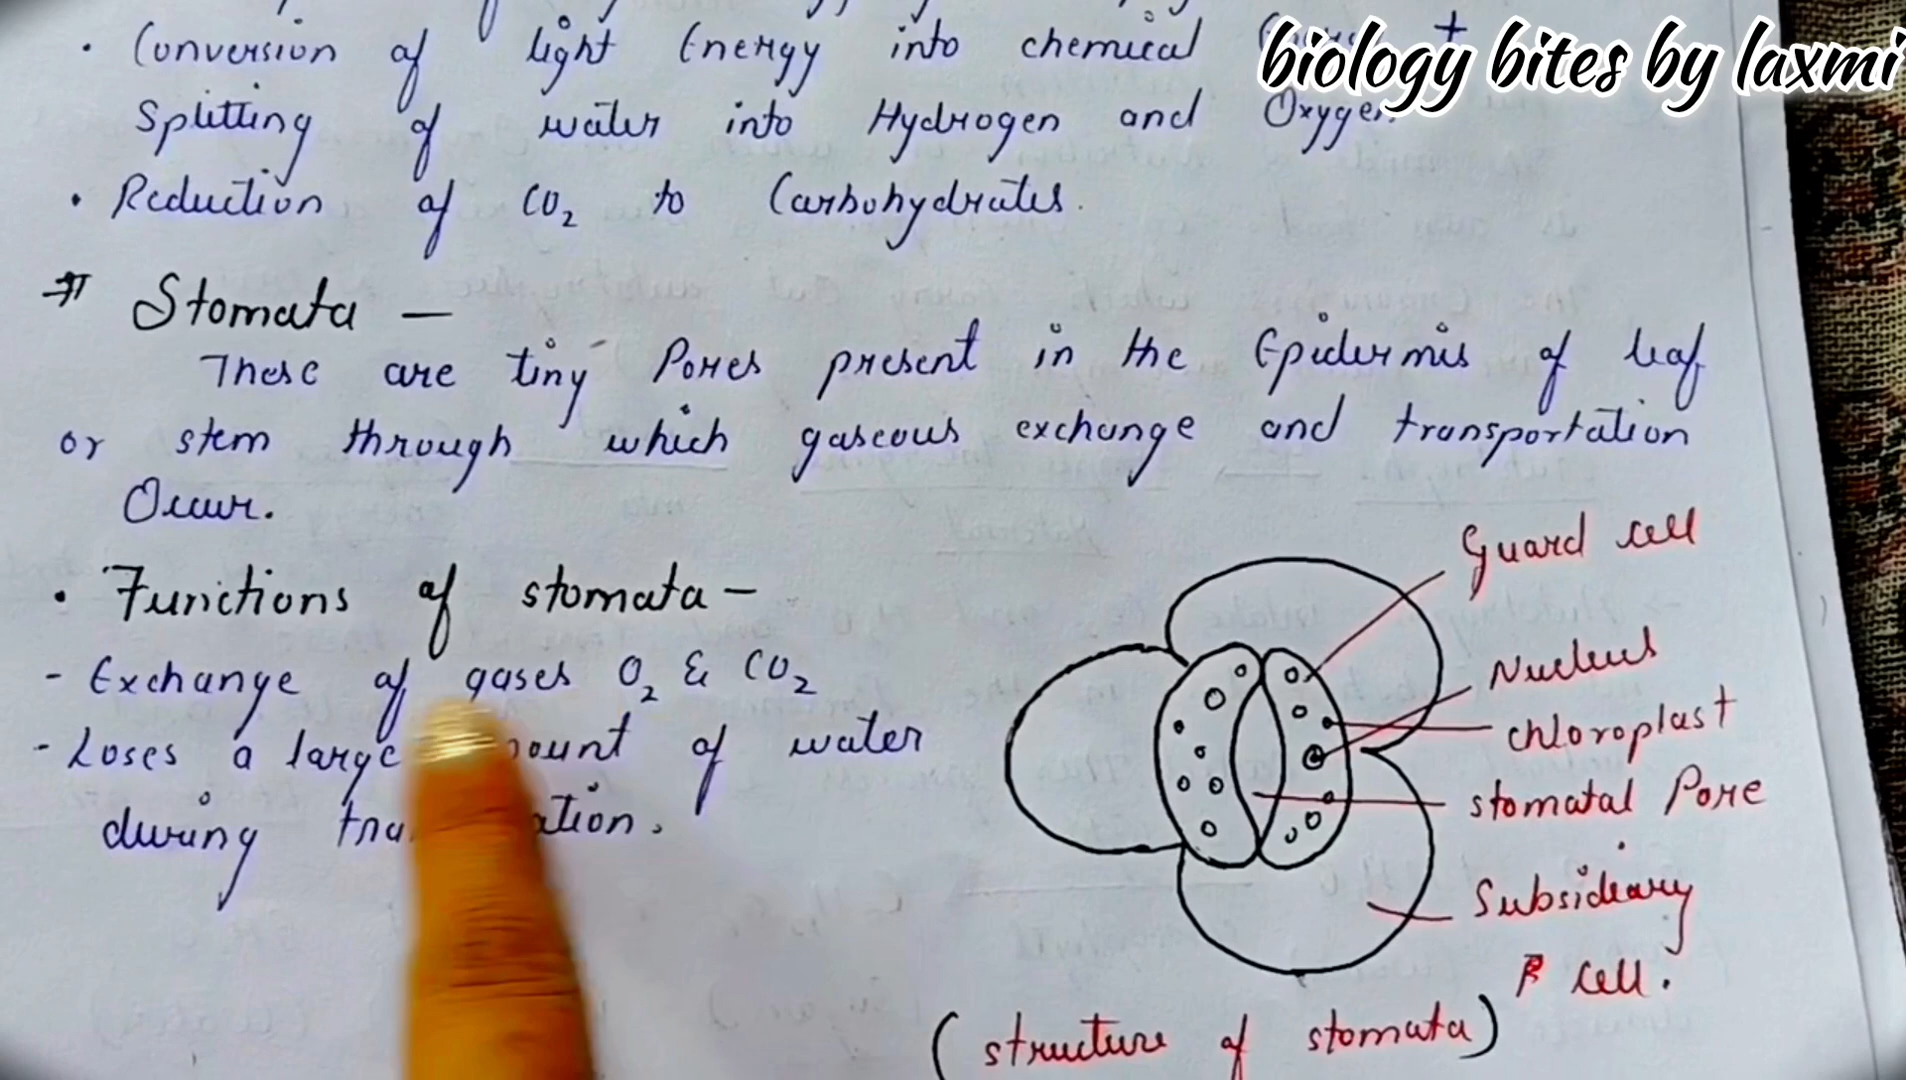 biology bites by laxmi
• Conversion of light Energy into chemical
Splitting of water into Hydrogen and Oxygen
• Reduction of CO2 to Carbohydrates.
Stomata —
These are tiny Pores present in the Epidermis of leaf
or stem through which gaseous exchange and transportation
Occur.
• Functions of stomata –
- Exchange of gases O2 & CO2
- Loses a large of water
during
Guard cell
Nucleus
chloroplast
stomatal Pore
Subsidiary
cell.
(structure of stomata)